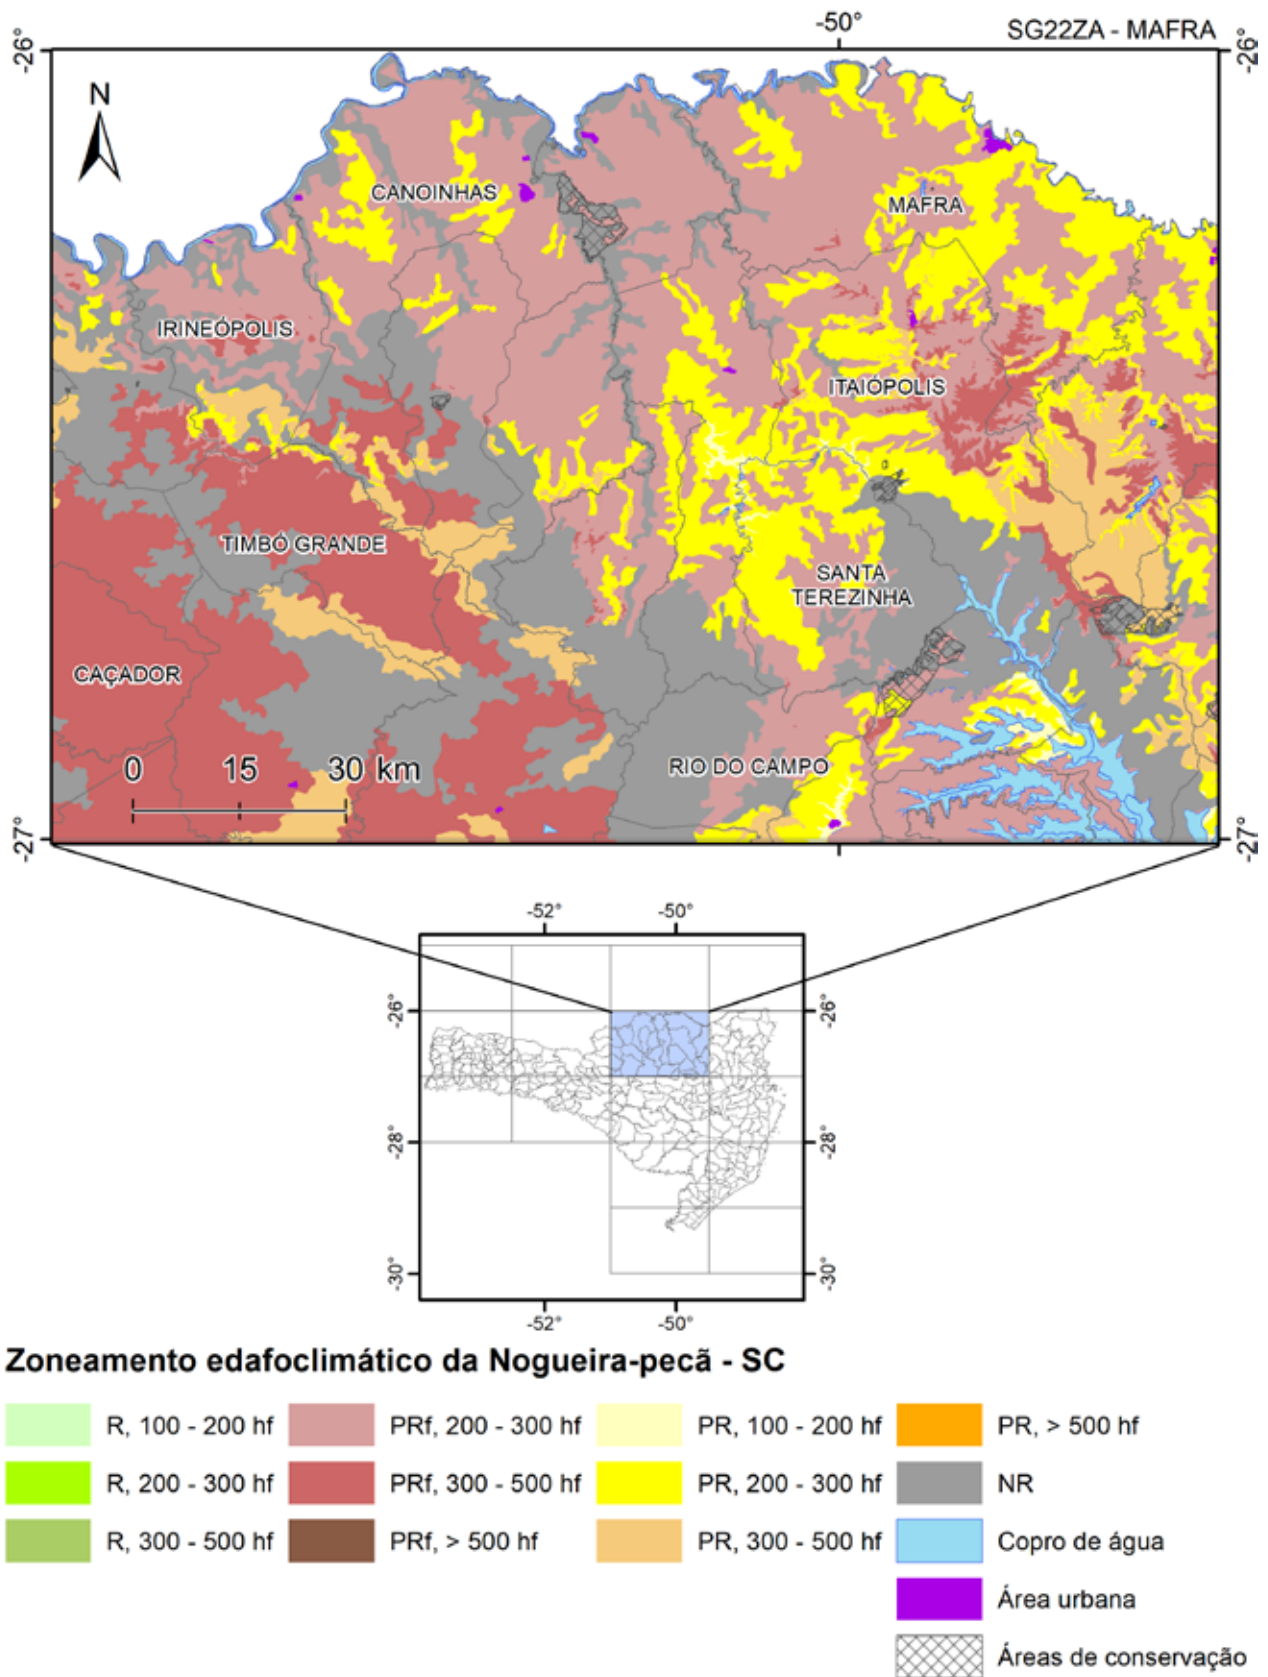 -50°
SG22ZA - MAFRA
-26°
-26°
N
CANOINHAS
MAFRA
IRINEÓPOLIS
ITAIÓPOLIS
TIMBÓ GRANDE
SANTA
TEREZINHA
CAÇADOR
RIO DO CAMPO
0 15 30 km
-27°
-27°
-50°
-52° -50°
-26°
-26°
-28°
-28°
-30°
-30°
-52° -50°
Zoneamento edafoclimático da Nogueira-pecã - SC
R, 100 - 200 hf PRf, 200 - 300 hf PR, 100 - 200 hf PR, > 500 hf
R, 200 - 300 hf PRf, 300 - 500 hf PR, 200 - 300 hf NR
R, 300 - 500 hf PRf, > 500 hf PR, 300 - 500 hf Copro de água
Área urbana
Áreas de conservação